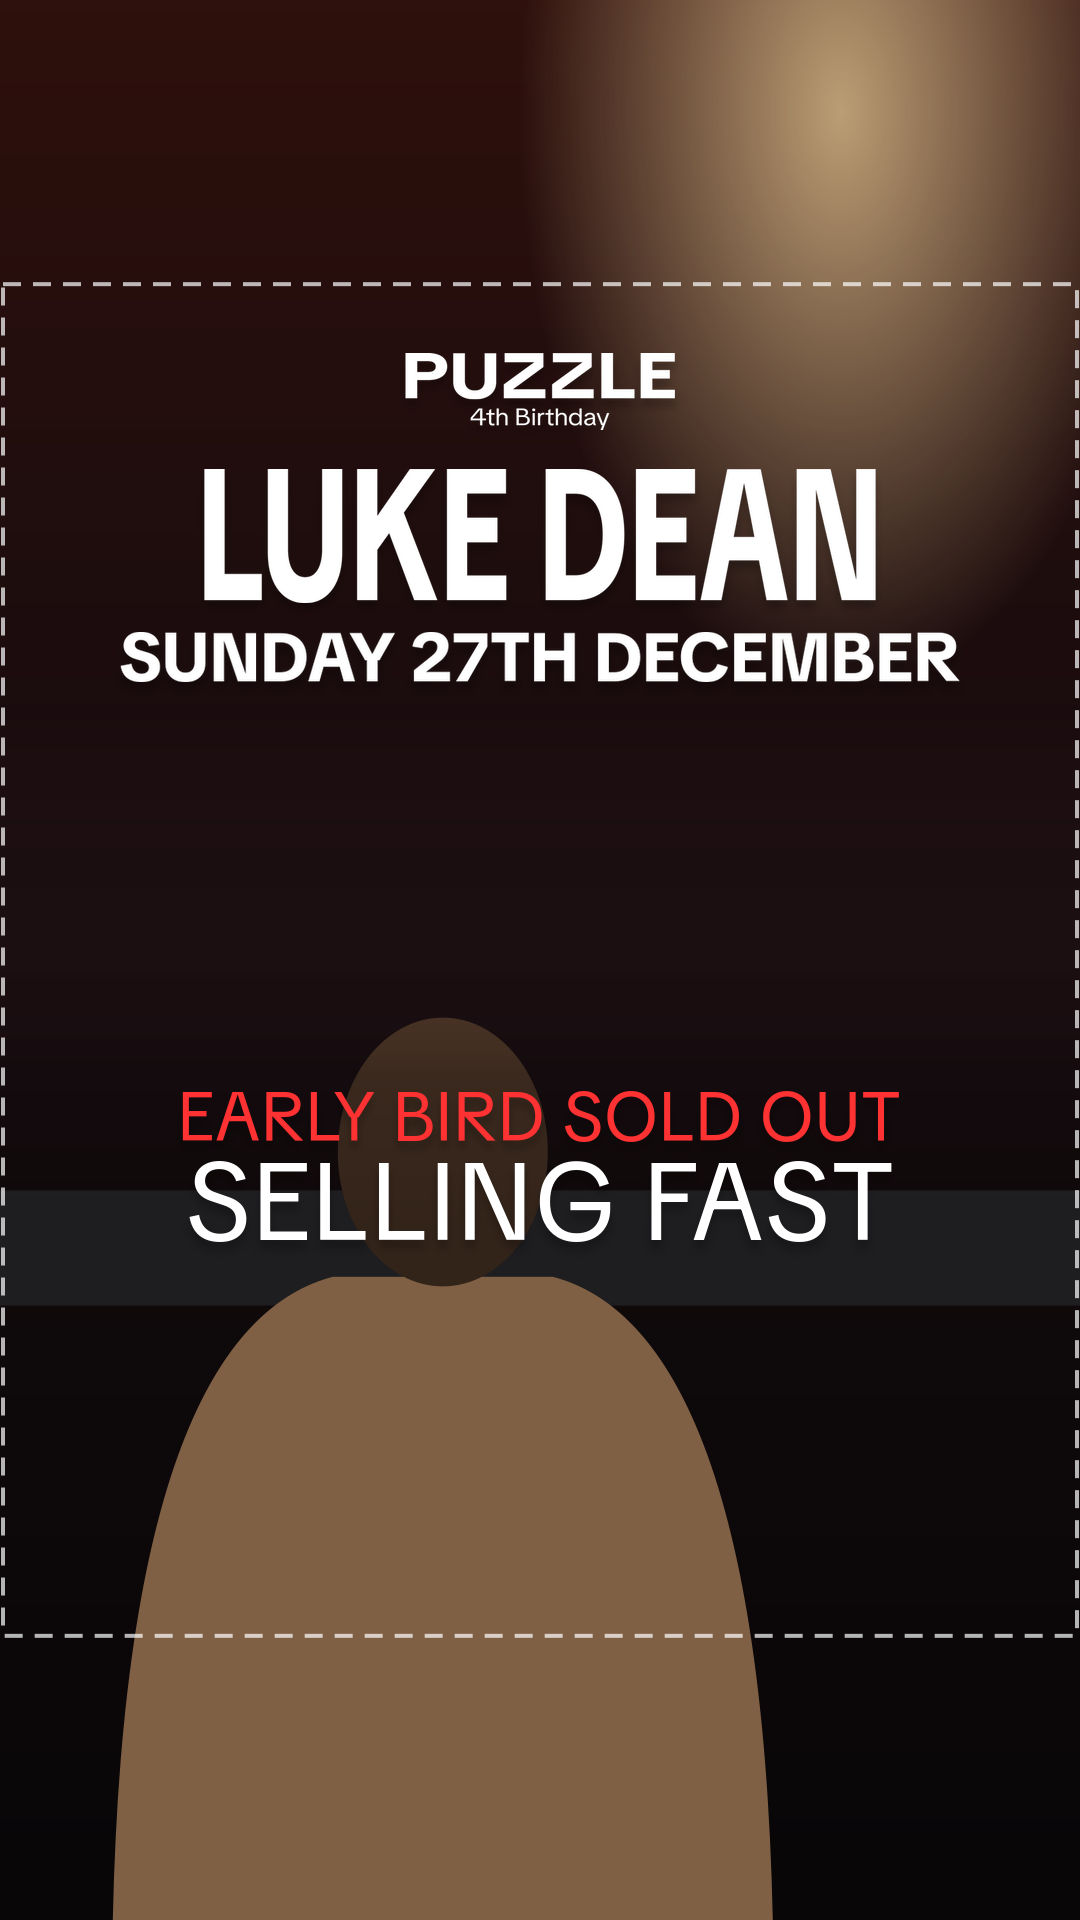 PUZZLE
4th Birthday
LUKE DEAN
SUNDAY 27TH DECEMBER
EARLY BIRD SOLD OUT
SELLING FAST